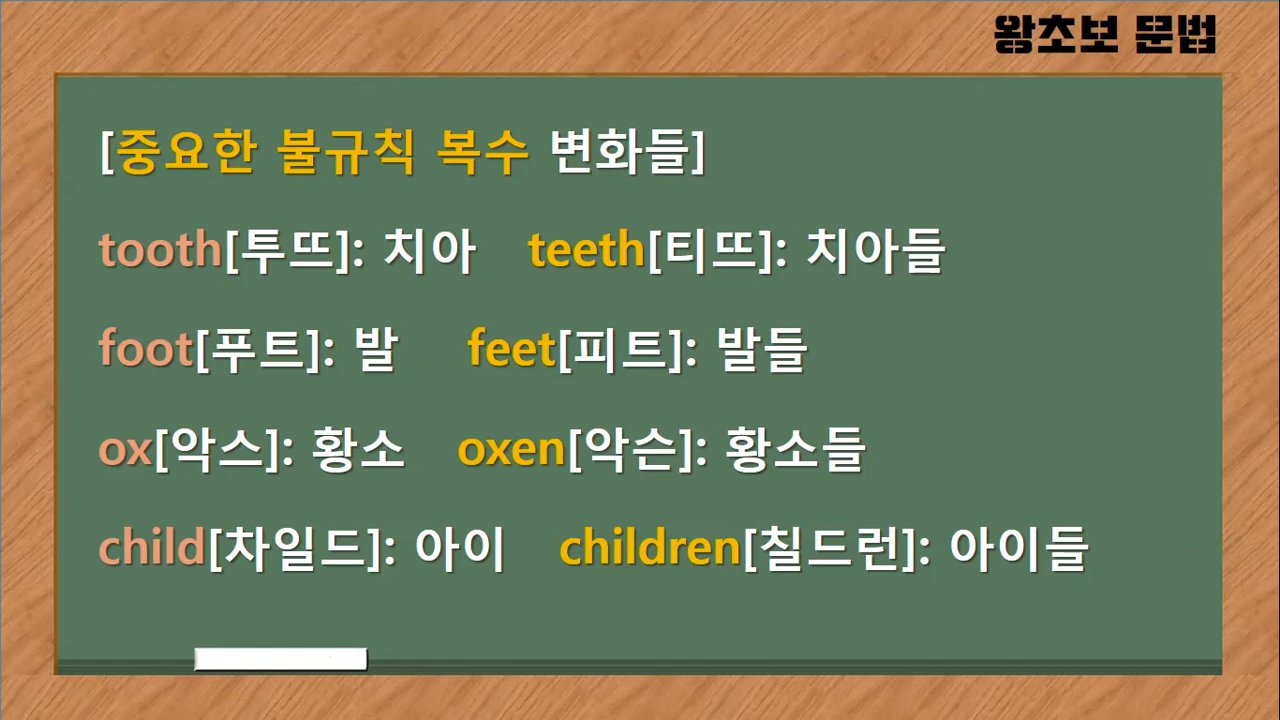 왕초보 문법
[중요한 불규칙 복수 변화들]
tooth[투뜨]: 치아 teeth[티뜨]: 치아들
foot[푸트]: 발 feet[피트]: 발들
ox[악스]: 황소 oxen[악슨]: 황소들
child[차일드]: 아이 children[칠드런]: 아이들